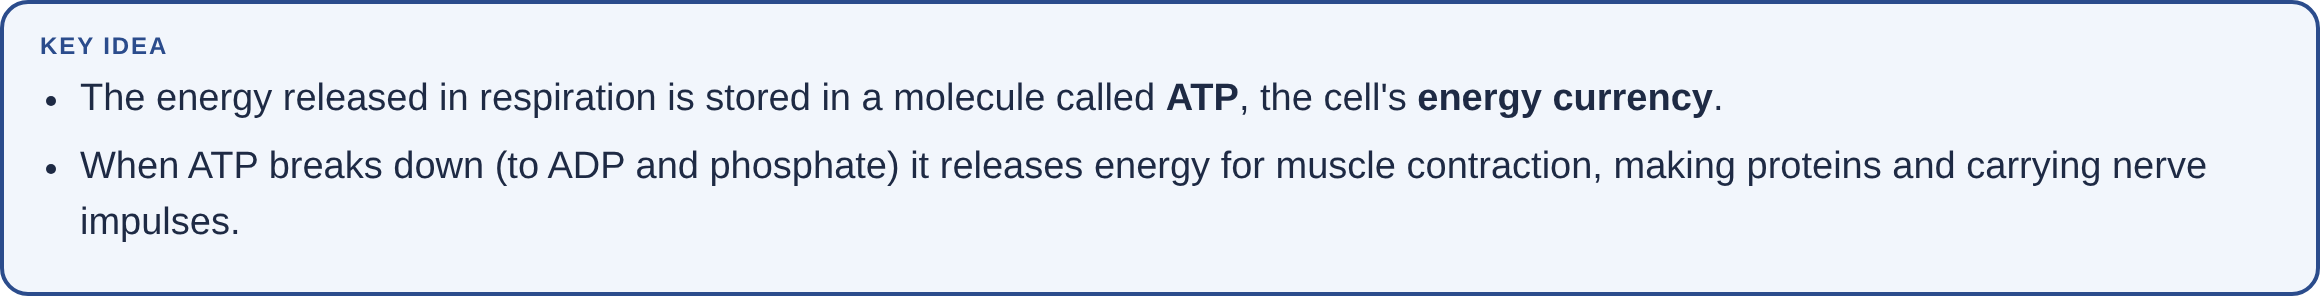 KEY IDEA
• The energy released in respiration is stored in a molecule called ATP, the cell's energy currency.
• When ATP breaks down (to ADP and phosphate) it releases energy for muscle contraction, making proteins and carrying nerve
impulses.